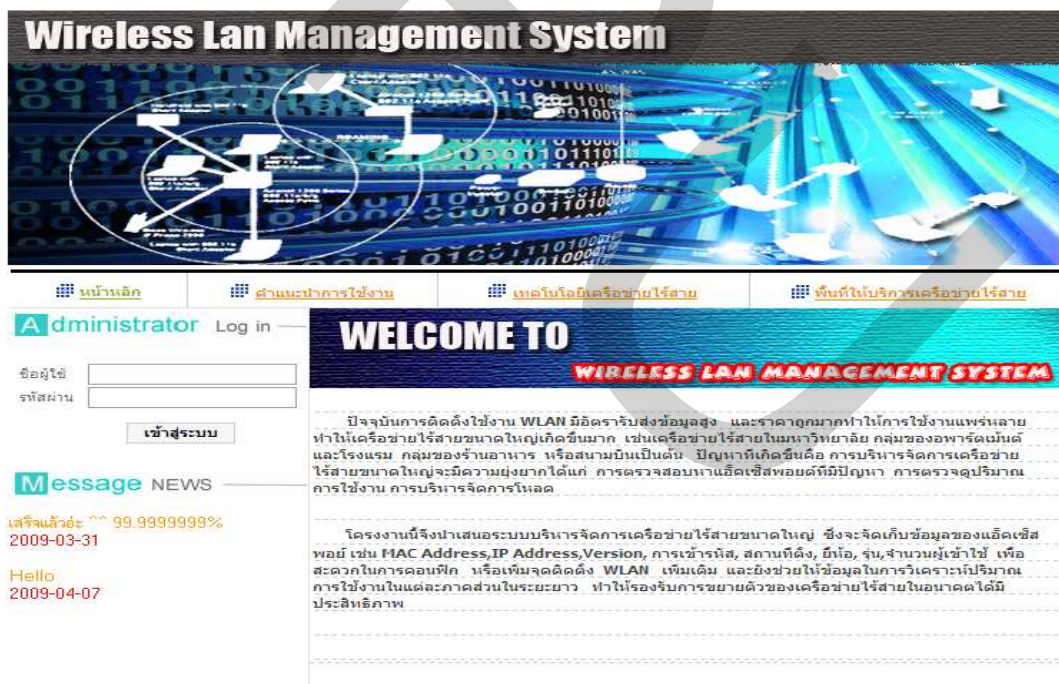 Wireless Lan Management System
หน้าหลัก
คำแนะนำการใช้งาน
เทคโนโลยีเครือข่ายไร้สาย
พื้นที่ให้บริการเครือข่ายไร้สาย
Administrator Log in
ชื่อผู้ใช้
รหัสผ่าน
เข้าสู่ระบบ
Message NEWS
เสร็จแล้วอ่ะ ^^ 99.9999999%
2009-03-31
Hello
2009-04-07
WELCOME TO
WIRELESS LAN MANAGEMENT SYSTEM
ปัจจุบันการติดตั้งใช้งาน WLAN มีอัตรารับส่งข้อมูลสูง และราคาถูกมากทำให้การใช้งานแพร่หลาย
ทำให้เครือข่ายไร้สายขนาดใหญ่เกิดขึ้นมาก เช่นเครือข่ายไร้สายในมหาวิทยาลัย กลุ่มของอพาร์ตเม้นต์
และโรงแรม กลุ่มของร้านอาหาร หรือสนามบินเป็นต้น ปัญหาที่เกิดขึ้นคือ การบริหารจัดการเครือข่าย
ไร้สายขนาดใหญ่จะมีความยุ่งยากได้แก่ การตรวจสอบหาแอ็คเซ็สพอยต์ที่มีปัญหา การตรวจดูปริมาณ
การใช้งาน การบริหารจัดการโหลด
โครงงานนี้จึงนำเสนอระบบบริหารจัดการเครือข่ายไร้สายขนาดใหญ่ ซึ่งจะจัดเก็บข้อมูลของแอ็คเซ็ส
พอย์ เช่น MAC Address,IP Address,Version, การเข้ารหัส, สถานที่ตั้ง, ยี่ห้อ, รุ่น,จำนวนผู้เข้าใช้ เพื่อ
สะดวกในการคอนฟิก หรือเพิ่มจุดติดตั้ง WLAN เพิ่มเติม และยังช่วยให้ข้อมูลในการวิเคราะห์ปริมาณ
การใช้งานในแต่ละภาคส่วนในระยะยาว ทำให้รองรับการขยายตัวของเครือข่ายไร้สายในอนาคตได้มี
ประสิทธิภาพ